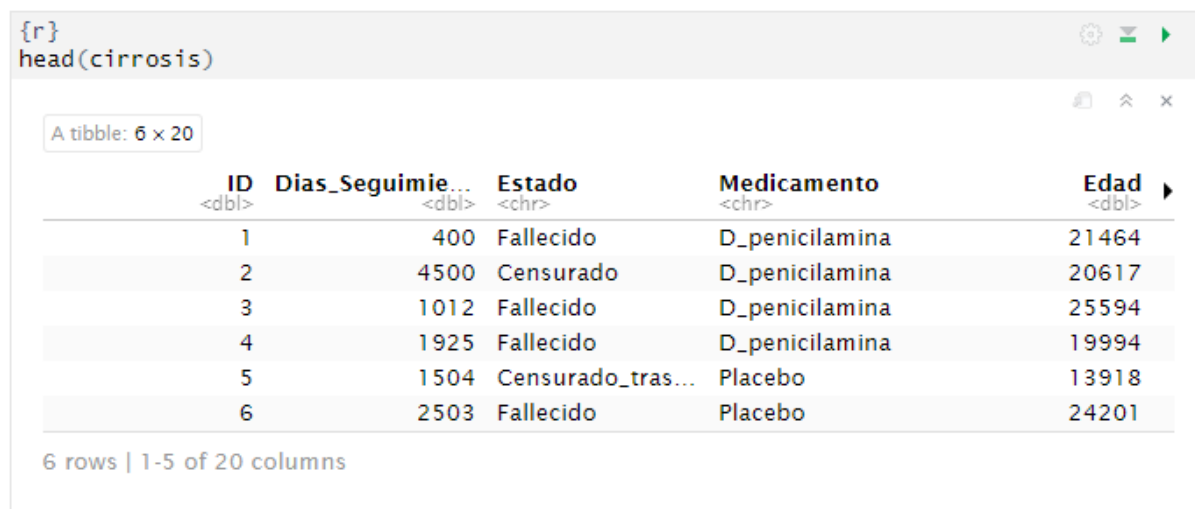 {r}
head(cirrosis)
A tibble: 6 × 20
ID Dias_Seguimie... Estado Medicamento Edad
<dbl> <dbl> <chr> <chr> <dbl>
1 400 Fallecido D_penicilamina 21464
2 4500 Censurado D_penicilamina 20617
3 1012 Fallecido D_penicilamina 25594
4 1925 Fallecido D_penicilamina 19994
5 1504 Censurado_tras... Placebo 13918
6 2503 Fallecido Placebo 24201
6 rows | 1-5 of 20 columns